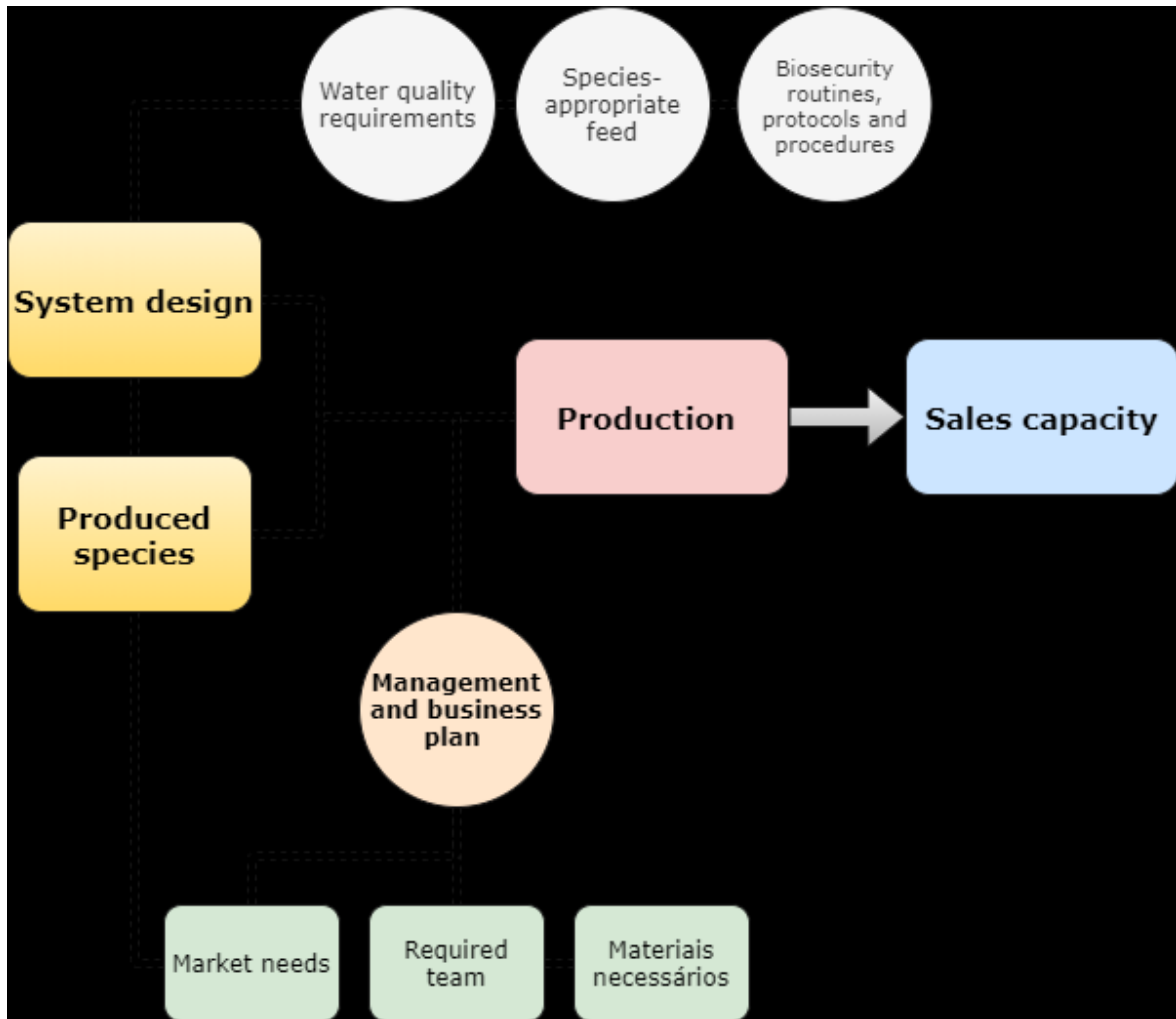 Water quality
requirements
Species-
appropriate
feed
Biosecurity
routines,
protocols and
procedures
System design
Production
Sales capacity
Produced
species
Management
and business
plan
Market needs
Required
team
Materiais
necessários